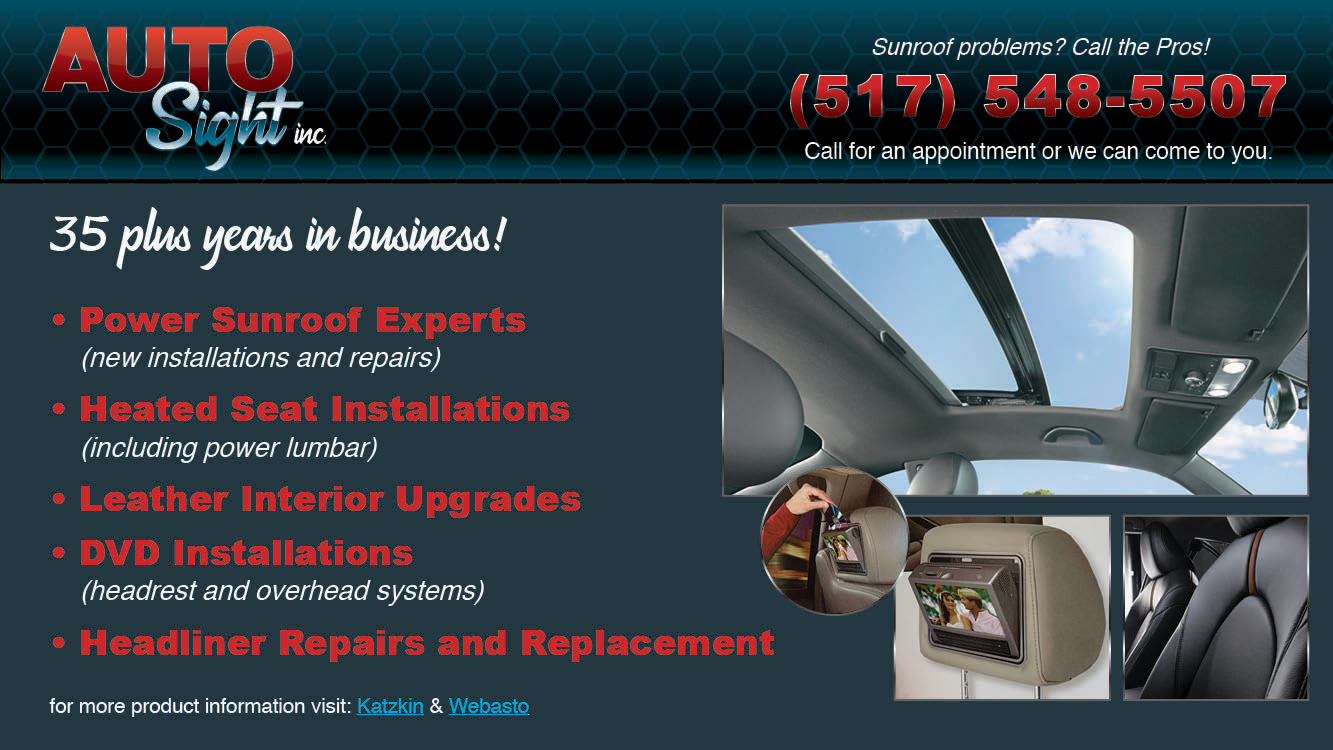 AUTO
Sight inc.
Sunroof problems? Call the Pros!
(517) 548-5507
Call for an appointment or we can come to you.
35 plus years in business!
• Power Sunroof Experts
(new installations and repairs)
• Heated Seat Installations
(including power lumbar)
• Leather Interior Upgrades
• DVD Installations
(headrest and overhead systems)
• Headliner Repairs and Replacement
for more product information visit: Katzkin & Webasto